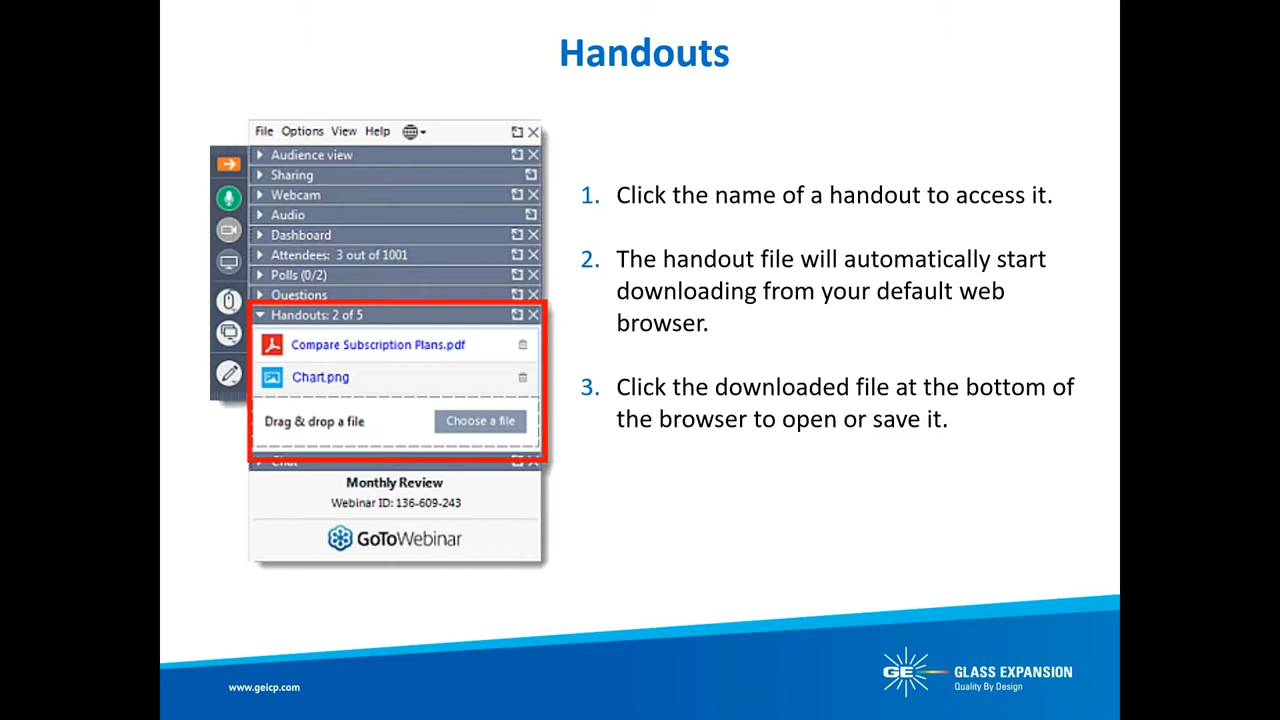 Handouts
File Options View Help
Audience view
Sharing
Webcam
Audio
Dashboard
Attendees: 3 out of 1001
Polls (0/2)
Questions
Handouts: 2 of 5
Compare Subscription Plans.pdf
Chart.png
Drag & drop a file
Choose a file
Chat
Monthly Review
Webinar ID: 136-609-243
GoToWebinar
1. Click the name of a handout to access it.
2. The handout file will automatically start
downloading from your default web
browser.
3. Click the downloaded file at the bottom of
the browser to open or save it.
www.geicp.com
GE
GLASS EXPANSION
Quality By Design